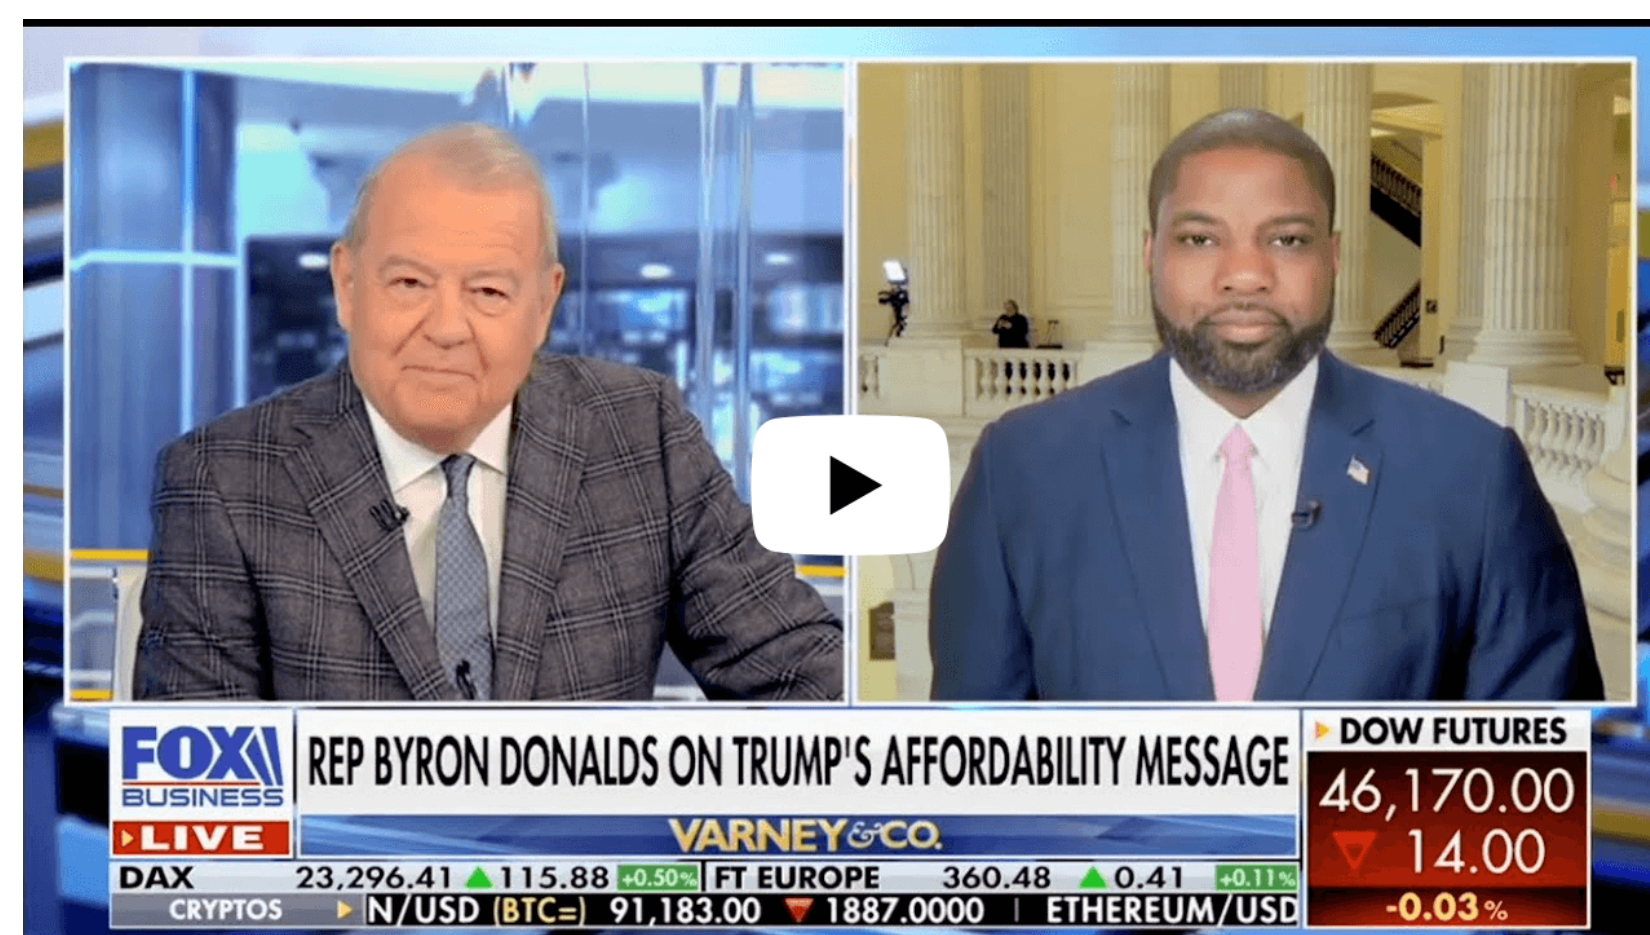 REP BYRON DONALDS ON TRUMP'S AFFORDABILITY MESSAGE
FOX
BUSINESS
LIVE
VARNEY & CO.
DOW FUTURES
46,170.00
14.00
-0.03%
DAX 23,296.41 115.88 +0.50% FT EUROPE 360.48 0.41 +0.11%
CRYPTOS N/USD (BTC=) 91,183.00 1887.0000 ETHEREUM/USD